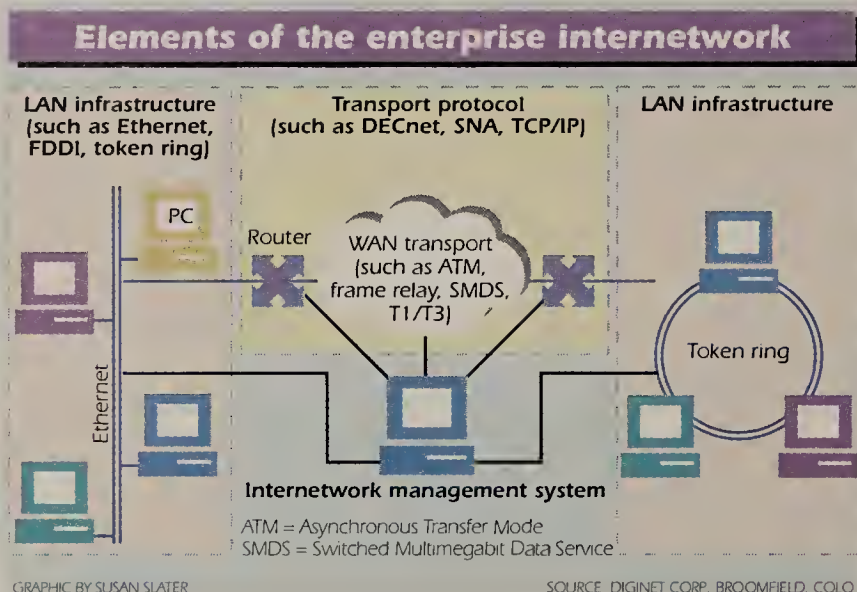 Elements of the enterprise internetwork
LAN infrastructure
(such as Ethernet,
FDDI, token ring)
Transport protocol
(such as DECnet, SNA, TCP/IP)
LAN infrastructure
PC
Router
WAN transport
(such as ATM,
frame relay, SMDS,
T1/T3)
Ethernet
Token ring
Internetwork management system
ATM = Asynchronous Transfer Mode
SMDS = Switched Multimegabit Data Service
GRAPHIC BY SUSAN SLATER
SOURCE DIGINET CORP. BROOMFIELD, COLO.